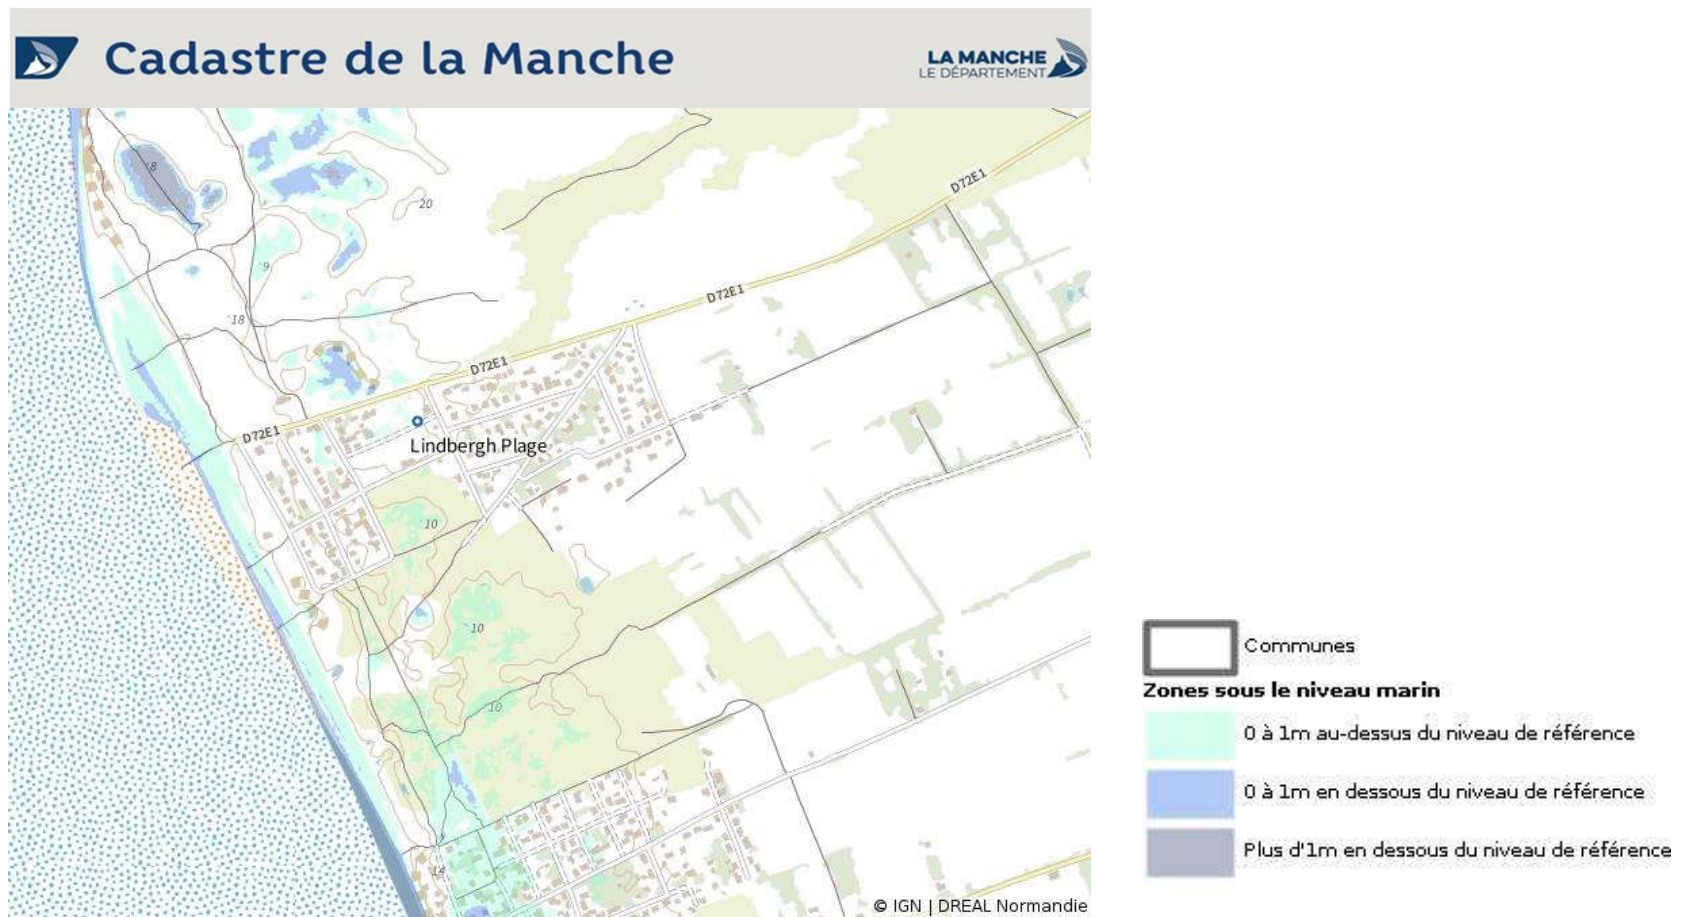 Cadastre de la Manche
LA MANCHE
LE DÉPARTEMENT
8
20
D72E1
9
18
D72E1
D72E1
D72E1
Lindbergh Plage
10
10
10
14
© IGN | DREAL Normandie
Communes
Zones sous le niveau marin
0 à 1m au-dessus du niveau de référence
0 à 1m en dessous du niveau de référence
Plus d'1m en dessous du niveau de référence